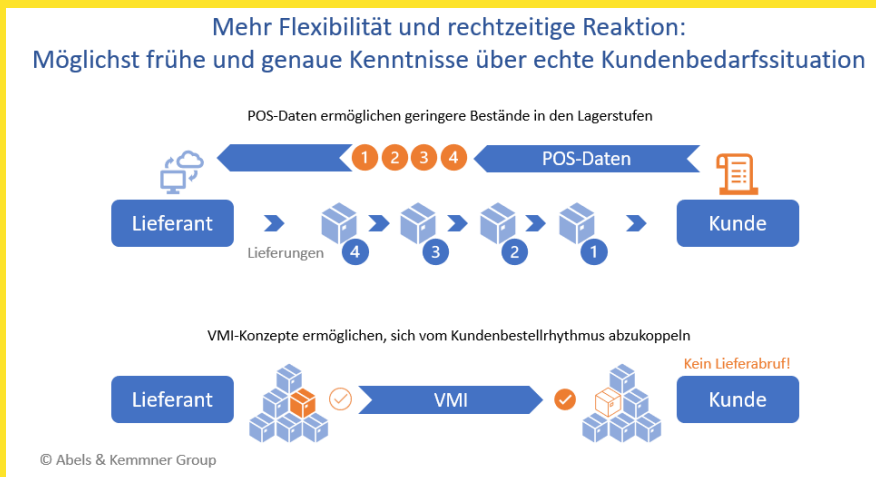 Mehr Flexibilität und rechtzeitige Reaktion:
Möglichst frühe und genaue Kenntnisse über echte Kundenbedarfssituation
POS-Daten ermöglichen geringere Bestände in den Lagerstufen
1 2 3 4
POS-Daten
Lieferant
Lieferungen
4
3
2
1
Kunde
VMI-Konzepte ermöglichen, sich vom Kundenbestellrhythmus abzukoppeln
Kein Lieferabruf!
Lieferant
VMI
Kunde
© Abels & Kemmner Group